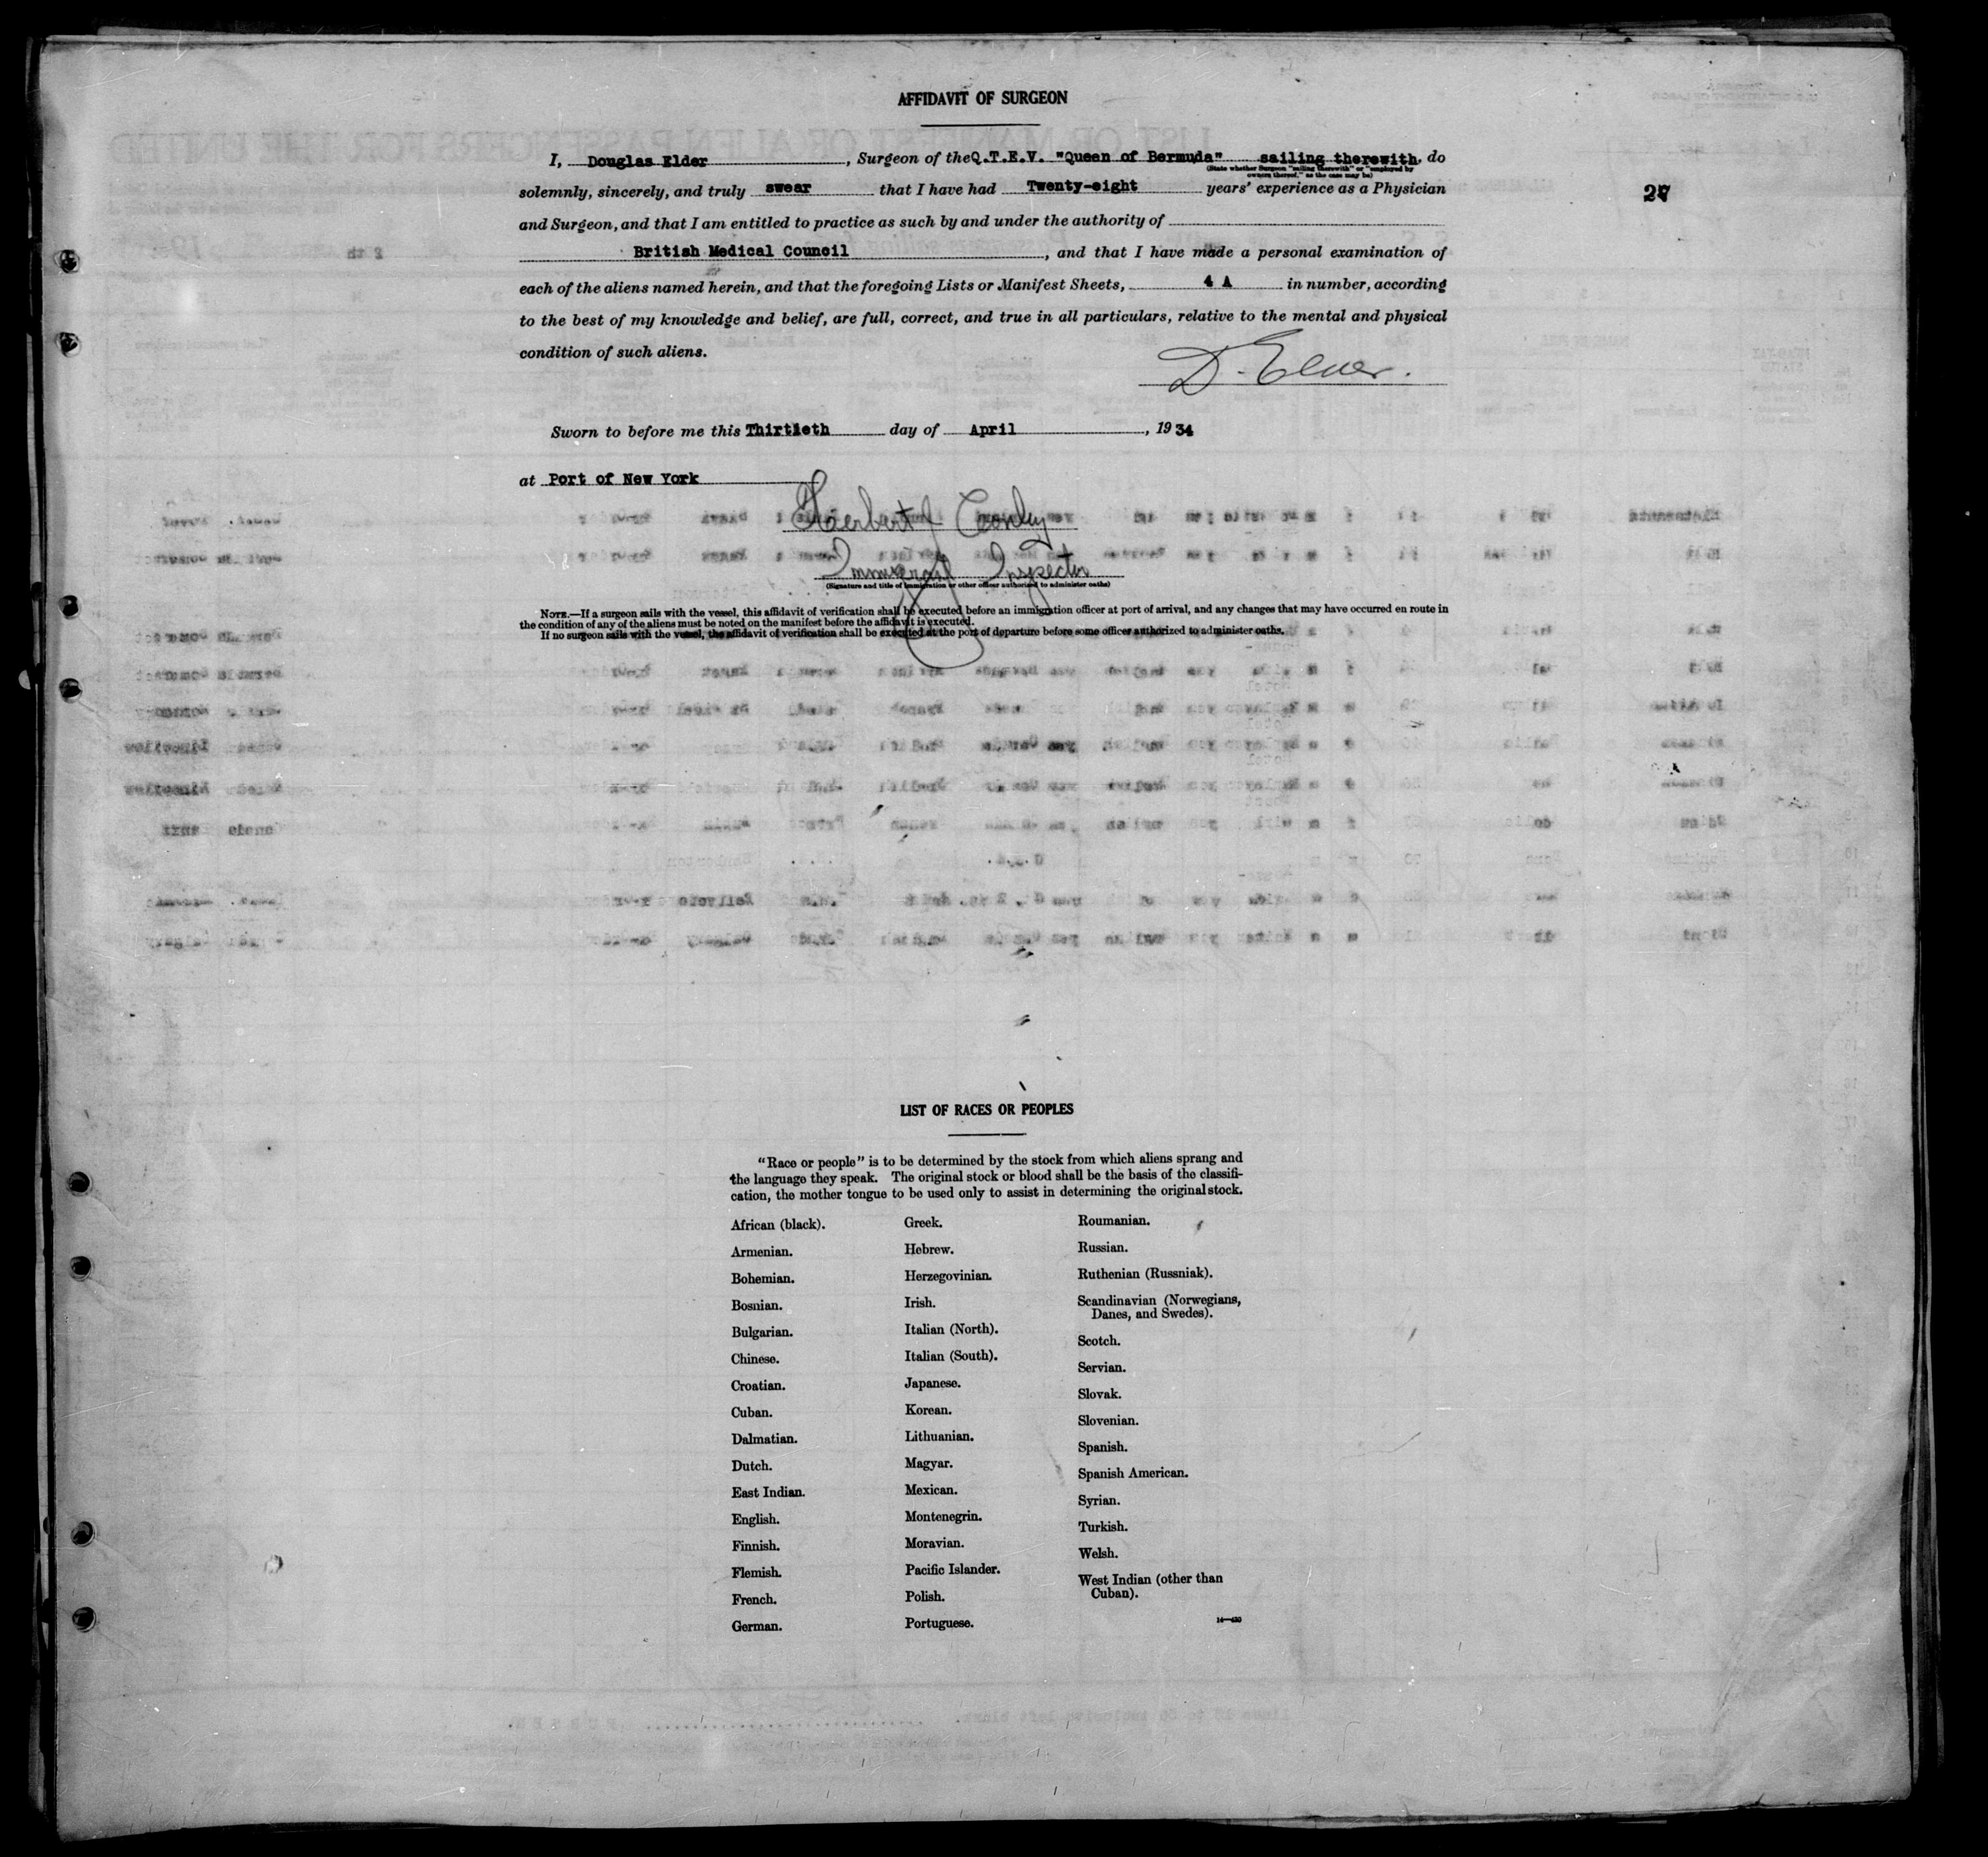 AFFIDAVIT OF SURGEON
I, Douglas Elder, Surgeon of the Q.T.E.V. "Queen of Bermuda" sailing therewith, do
(State whether Surgeon "sailing therewith" or "employed by
owners thereof," as the case may be)
solemnly, sincerely, and truly swear that I have had Twenty-eight years' experience as a Physician
27
and Surgeon, and that I am entitled to practice as such by and under the authority of
British Medical Council, and that I have made a personal examination of
each of the aliens named herein, and that the foregoing Lists or Manifest Sheets, 4 A in number, according
to the best of my knowledge and belief, are full, correct, and true in all particulars, relative to the mental and physical
condition of such aliens.
D. Elder.
Sworn to before me this Thirtieth day of April, 1934
at Port of New York
Herbert
Inspector
(Signature and title of immigration or other officer authorized to administer oaths)
NOTE.—If a surgeon sails with the vessel, this affidavit of verification shall be executed before an immigration officer at port of arrival, and any changes that may have occurred en route in
the condition of any of the aliens must be noted on the manifest before the affidavit is executed.
If no surgeon sails with the vessel, the affidavit of verification shall be executed at the port of departure before some officer authorized to administer oaths.
LIST OF RACES OR PEOPLES
"Race or people" is to be determined by the stock from which aliens sprang and
the language they speak. The original stock or blood shall be the basis of the classifi-
cation, the mother tongue to be used only to assist in determining the original stock.
African (black).
Armenian.
Bohemian.
Bosnian.
Bulgarian.
Chinese.
Croatian.
Cuban.
Dalmatian.
Dutch.
East Indian.
English.
Finnish.
Flemish.
French.
German.
Greek.
Hebrew.
Herzegovinian.
Irish.
Italian (North).
Italian (South).
Japanese.
Korean.
Lithuanian.
Magyar.
Mexican.
Montenegrin.
Moravian.
Pacific Islander.
Polish.
Portuguese.
Roumanian.
Russian.
Ruthenian (Russniak).
Scandinavian (Norwegians,
Danes, and Swedes).
Scotch.
Servian.
Slovak.
Slovenian.
Spanish.
Spanish American.
Syrian.
Turkish.
Welsh.
West Indian (other than
Cuban).